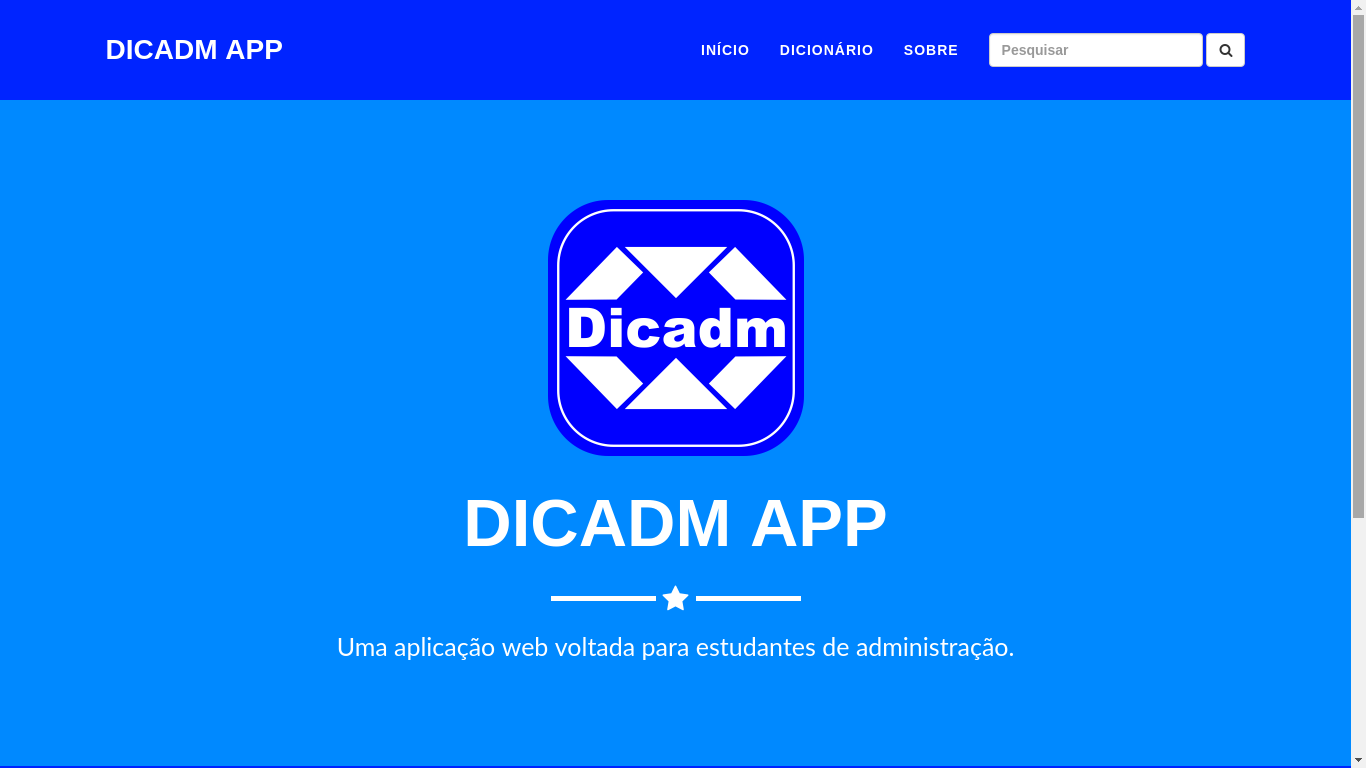 DICADM APP
INÍCIO
DICIONÁRIO
SOBRE
Pesquisar
Dicadm
DICADM APP
Uma aplicação web voltada para estudantes de administração.